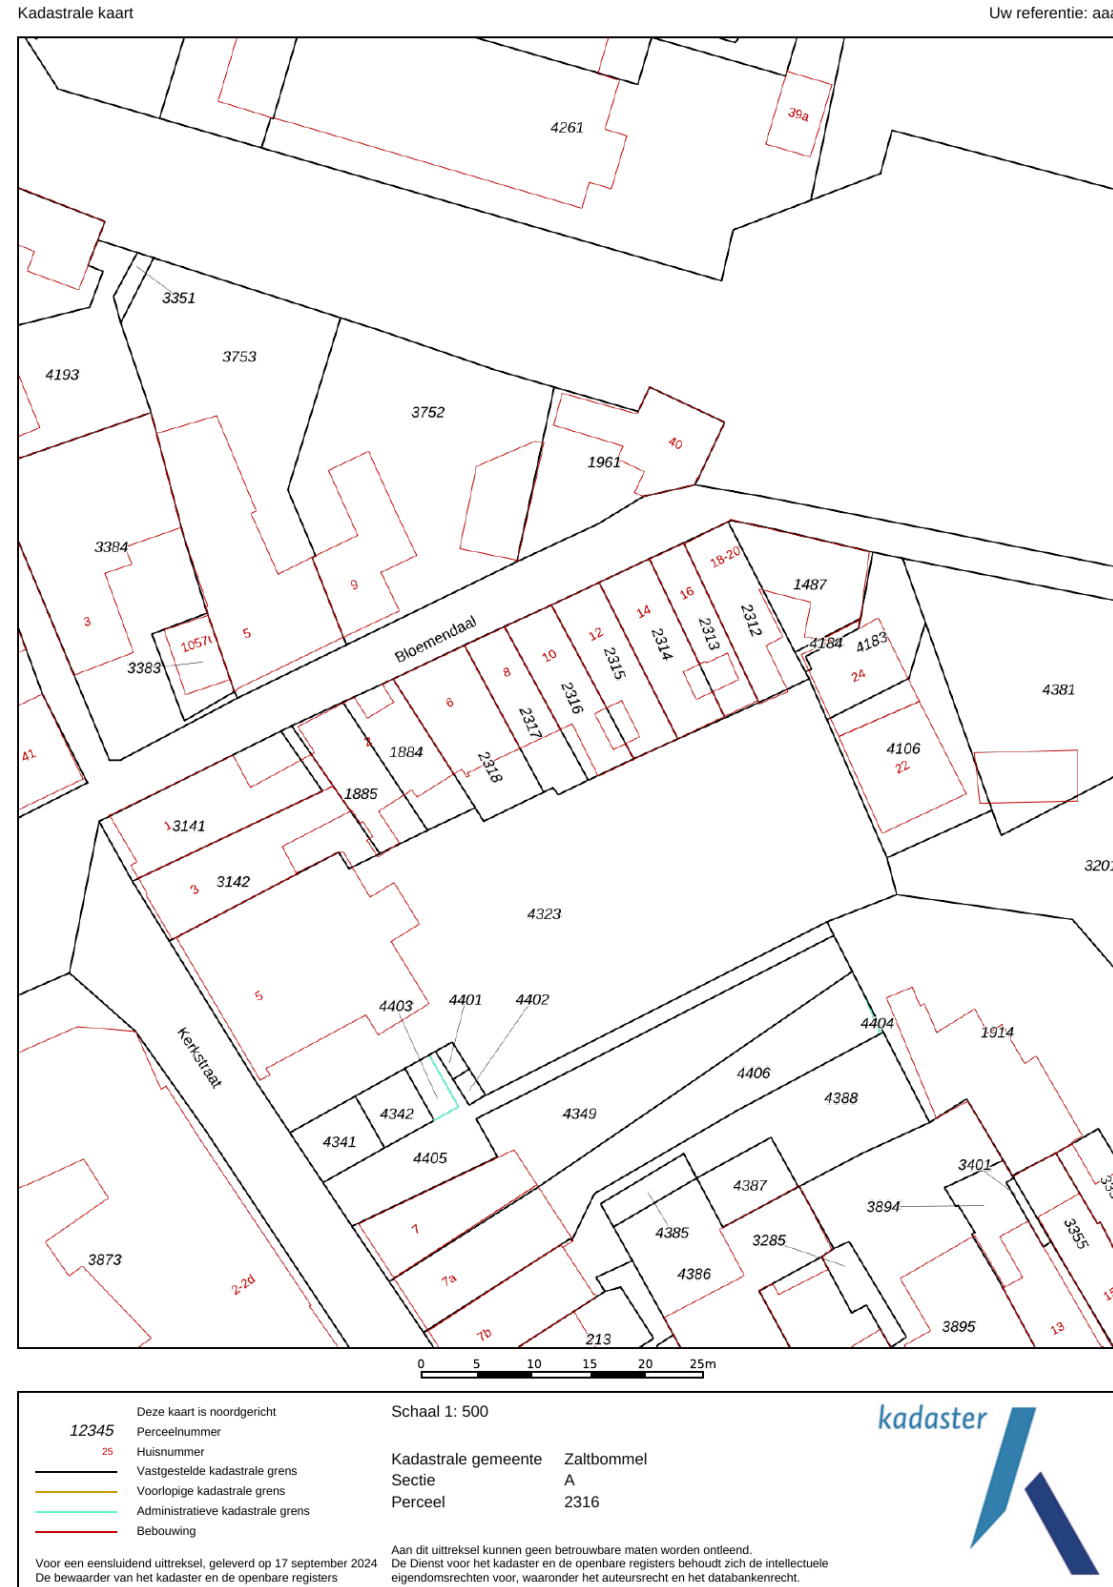 Kadastrale kaart
Uw referentie: aaa
4261
39a
3351
3753
4193
3752
40
1961
3384
18-20
1487
9
16
14
3
5
2312
1057t
Bloemendaal
12
2313
4184
4183
3383
10
2314
8
2315
24
6
2316
4381
41
2
1884
2317
4106
2318
22
1885
1
3141
3201
3
3142
4323
5
4403
4401
4402
4404
1914
Kerkstraat
4406
4388
4349
4342
4341
4405
3401
4387
3894
4385
3285
3355
7
3873
4386
7a
2-2d
15
7b
213
3895
13
0 5 10 15 20 25m
Deze kaart is noordgericht
12345 Perceelnummer
25 Huisnummer
Vastgestelde kadastrale grens
Voorlopige kadastrale grens
Administratieve kadastrale grens
Bebouwing
Voor een eensluidend uittreksel, geleverd op 17 september 2024
De bewaarder van het kadaster en de openbare registers
Schaal 1: 500
Kadastrale gemeente Zaltbommel
Sectie A
Perceel 2316
Aan dit uittreksel kunnen geen betrouwbare maten worden ontleend.
De Dienst voor het kadaster en de openbare registers behoudt zich de intellectuele
eigendomsrechten voor, waaronder het auteursrecht en het databankenrecht.
kadaster